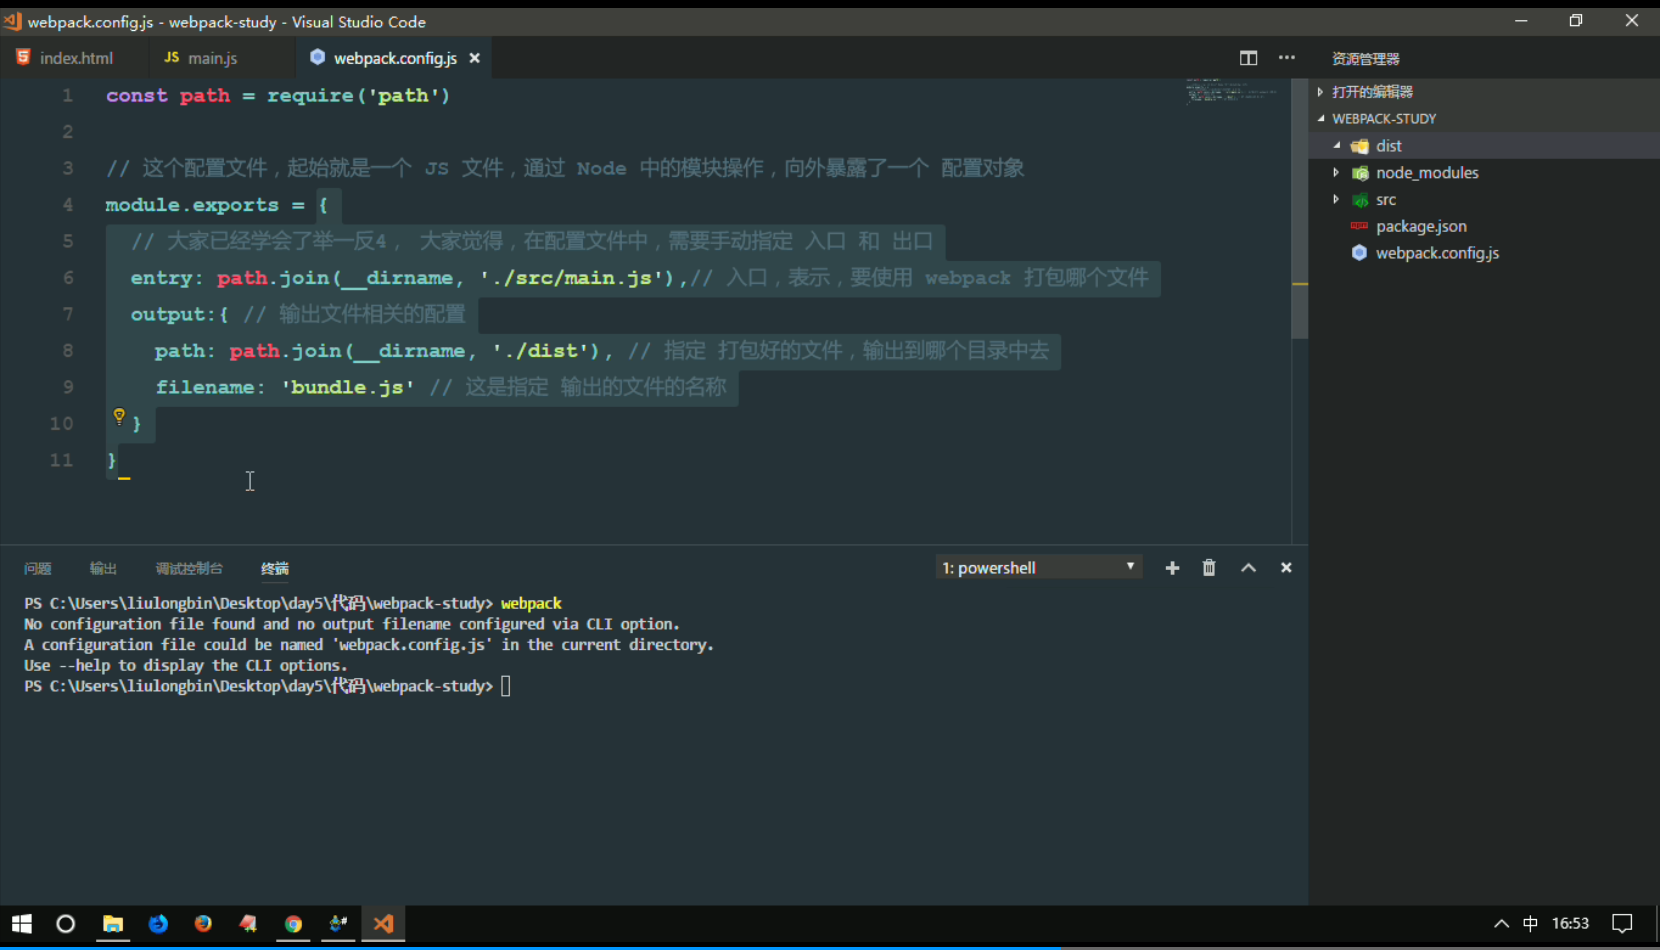 webpack.config.js - webpack-study - Visual Studio Code
index.html
JS main.js
webpack.config.js
资源管理器
打开的编辑器
WEBPACK-STUDY
dist
node_modules
src
package.json
webpack.config.js
1 const path = require('path')
2
3 // 这个配置文件，起始就是一个 JS 文件，通过 Node 中的模块操作，向外暴露了一个 配置对象
4 module.exports = {
5 // 大家已经学会了举一反4， 大家觉得，在配置文件中，需要手动指定 入口 和 出口
6 entry: path.join(__dirname, './src/main.js'),// 入口，表示，要使用 webpack 打包哪个文件
7 output:{ // 输出文件相关的配置
8 path: path.join(__dirname, './dist'), // 指定 打包好的文件，输出到哪个目录中去
9 filename: 'bundle.js' // 这是指定 输出的文件的名称
10 }
11 }
问题 输出 调试控制台 终端
1: powershell
PS C:\Users\liulongbin\Desktop\day5\代码\webpack-study> webpack
No configuration file found and no output filename configured via CLI option.
A configuration file could be named 'webpack.config.js' in the current directory.
Use --help to display the CLI options.
PS C:\Users\liulongbin\Desktop\day5\代码\webpack-study>
中 16:53